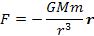 F = − GMm / r³ r